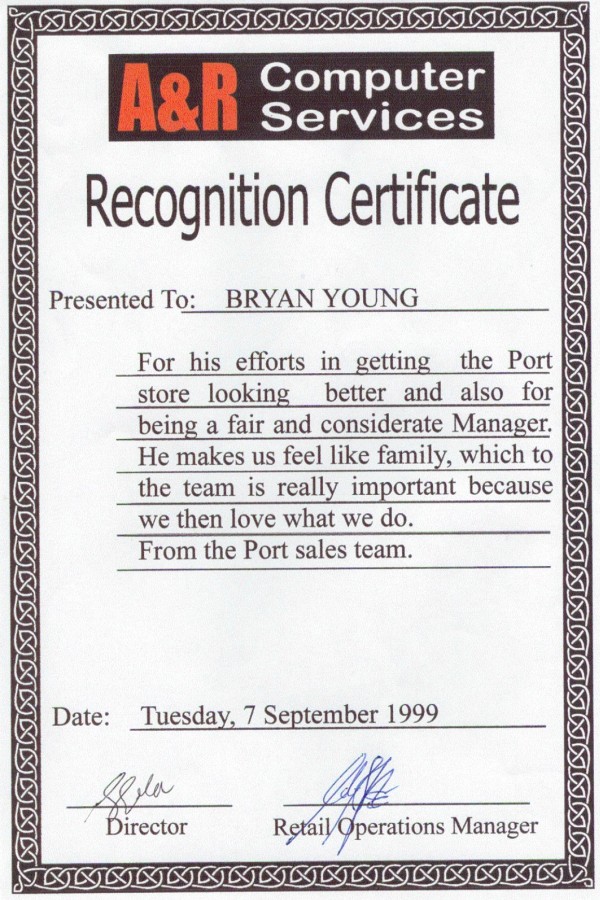 A&R Computer
Services
Recognition Certificate
Presented To: BRYAN YOUNG
For his efforts in getting the Port
store looking better and also for
being a fair and considerate Manager.
He makes us feel like family, which to
the team is really important because
we then love what we do.
From the Port sales team.
Date: Tuesday, 7 September 1999
Director Retail Operations Manager